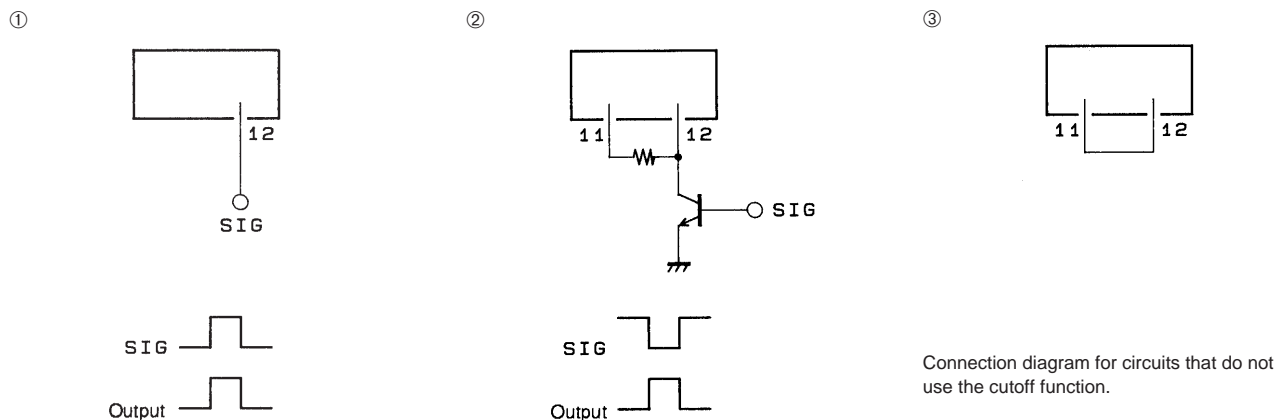 ①
12
SIG
SIG
Output
②
11
12
SIG
SIG
Output
③
11
12
Connection diagram for circuits that do not
use the cutoff function.